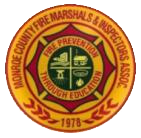 MONROE COUNTY FIRE MARSHALS & INSPECTORS ASSOC.
FIRE PREVENTION
THROUGH EDUCATION
1978